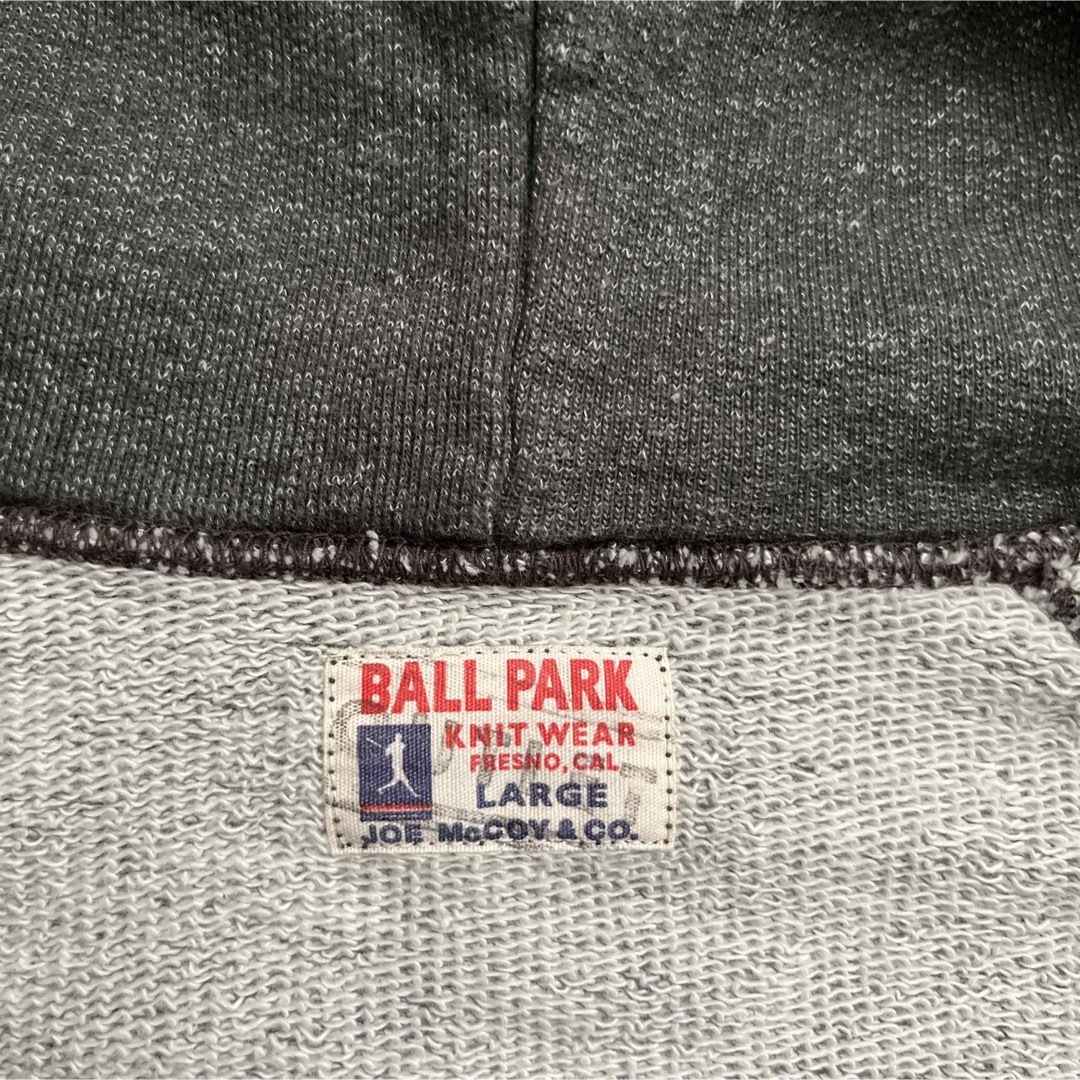 BALL PARK
KNIT WEAR
FRESNO, CAL
LARGE
JOE McCOY & CO.